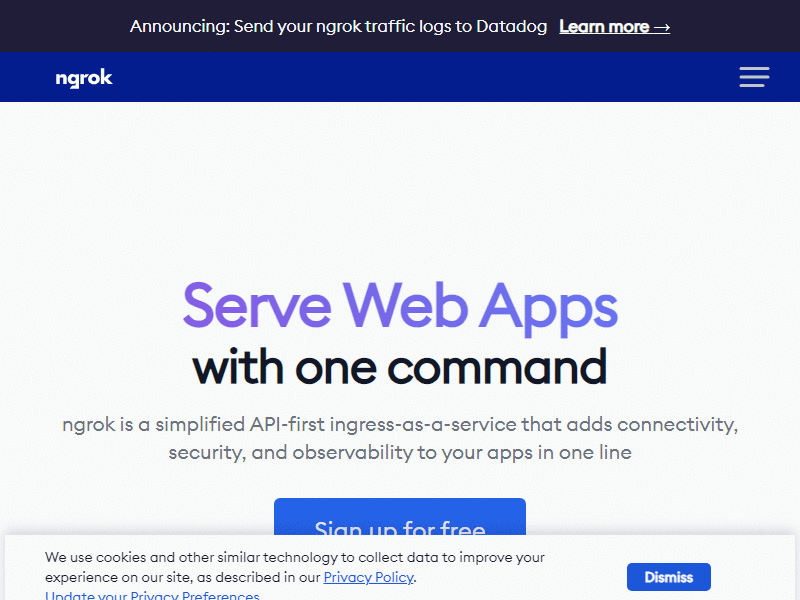 Announcing: Send your ngrok traffic logs to Datadog Learn more →
ngrok
Serve Web Apps
with one command
ngrok is a simplified API-first ingress-as-a-service that adds connectivity,
security, and observability to your apps in one line
Sign up for free
We use cookies and other similar technology to collect data to improve your
experience on our site, as described in our Privacy Policy.
Update your Privacy Preferences
Dismiss